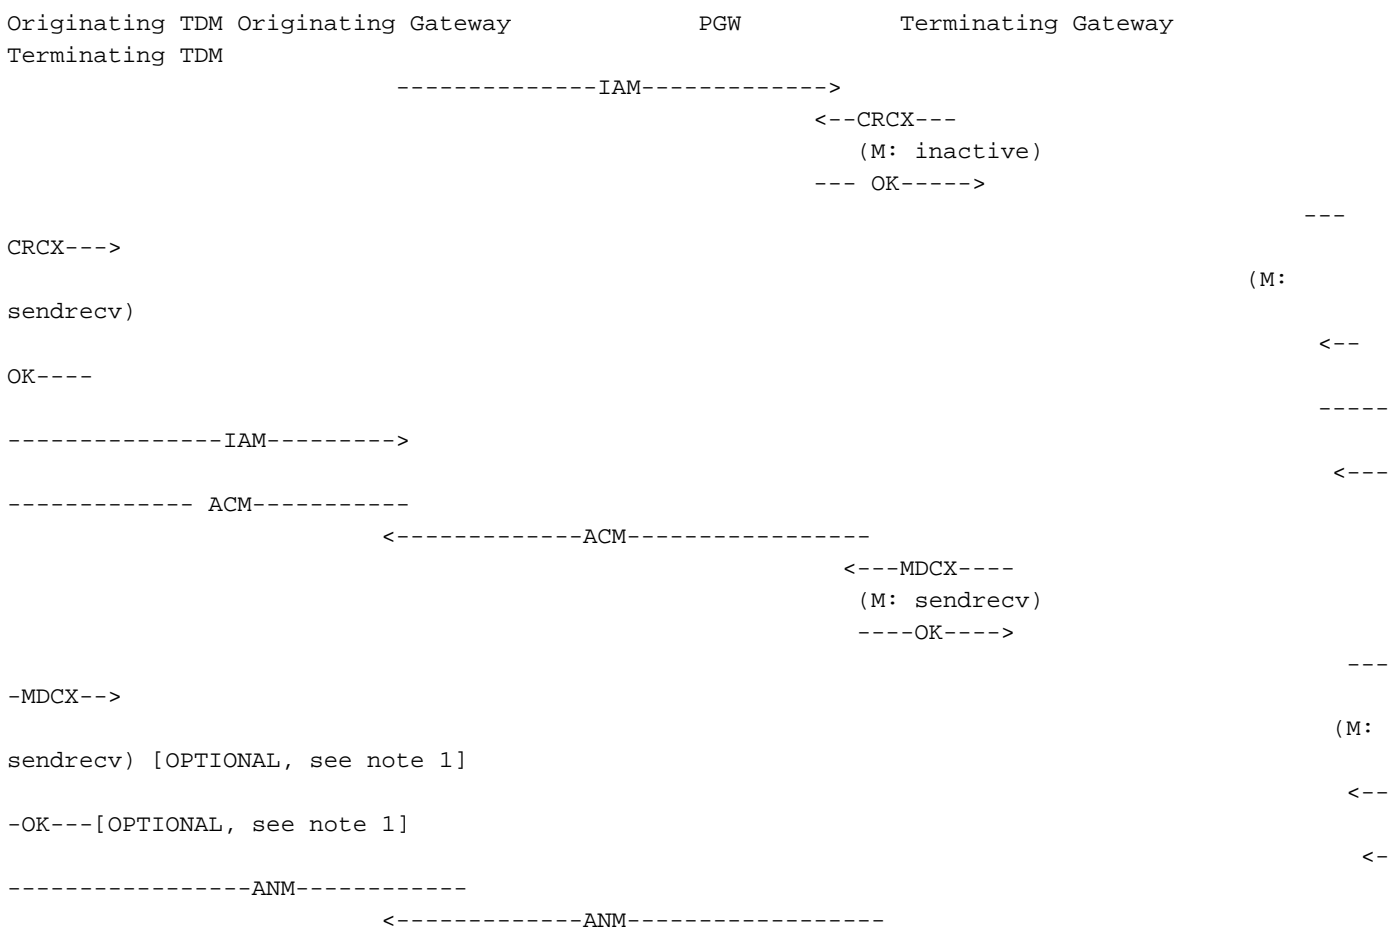 Originating TDM Originating Gateway PGW Terminating Gateway
Terminating TDM
--------------IAM------------->
<--CRCX---
(M: inactive)
--- OK----->
---
CRCX--->
(M:
sendrecv)
<--
OK----
-----
---------------IAM--------->
<---
------------- ACM-----------
<-------------ACM-----------------
<---MDCX----
(M: sendrecv)
----OK---->
---
-MDCX-->
(M:
sendrecv) [OPTIONAL, see note 1]
<--
-OK---[OPTIONAL, see note 1]
<-
-----------------ANM------------
<-------------ANM------------------